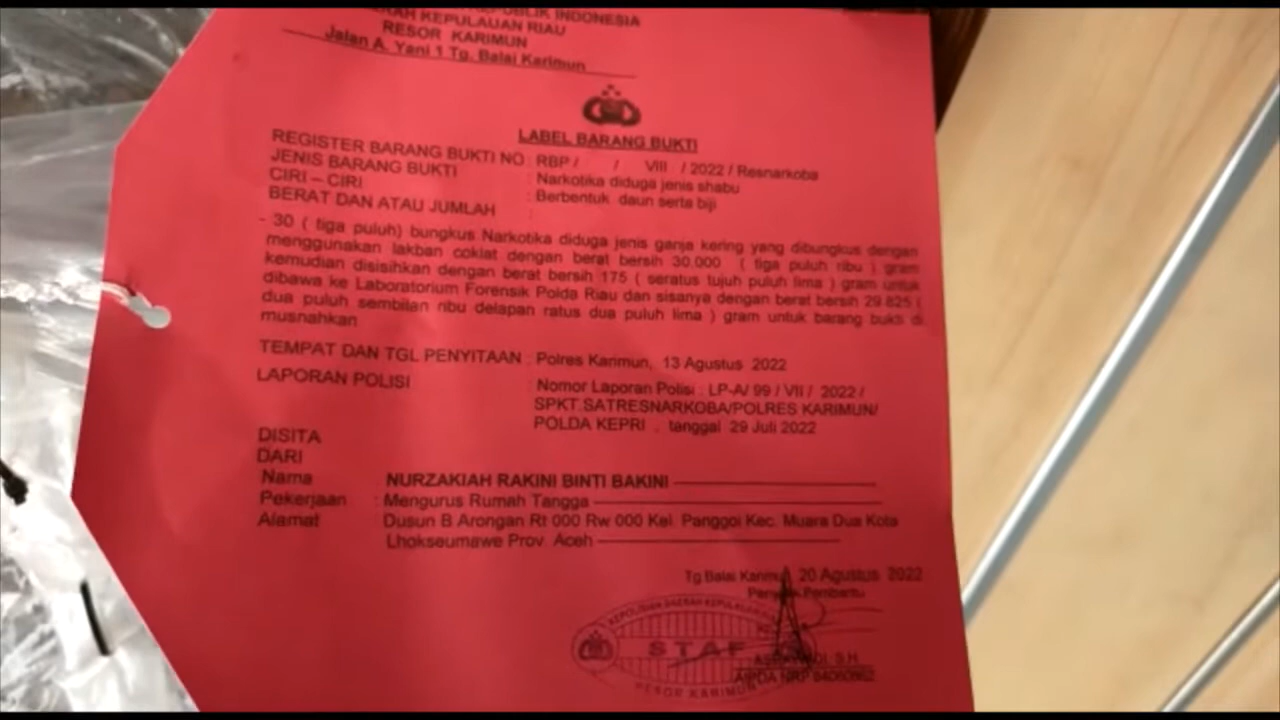 REPUBLIK INDONESIA
DAERAH KEPULAUAN RIAU
RESOR KARIMUN
Jalan A. Yani 1 Tg. Balai Karimun
LABEL BARANG BUKTI
REGISTER BARANG BUKTI NO : RBP / / VIII / 2022 / Resnarkoba
JENIS BARANG BUKTI : Narkotika diduga jenis shabu
CIRI – CIRI : Berbentuk daun serta biji
BERAT DAN ATAU JUMLAH :
- 30 ( tiga puluh) bungkus Narkotika diduga jenis ganja kering yang dibungkus dengan
menggunakan lakban coklat dengan berat bersih 30.000 ( tiga puluh ribu ) gram
kemudian disisihkan dengan berat bersih 175 ( seratus tujuh puluh lima ) gram untuk
dibawa ke Laboratorium Forensik Polda Riau dan sisanya dengan berat bersih 29.825 (
dua puluh sembilan ribu delapan ratus dua puluh lima ) gram untuk barang bukti di
musnahkan
TEMPAT DAN TGL PENYITAAN : Polres Karimun, 13 Agustus 2022
LAPORAN POLISI : Nomor Laporan Polisi : LP-A/ 99 / VII / 2022 /
SPKT.SATRESNARKOBA/POLRES KARIMUN/
POLDA KEPRI , tanggal 29 Juli 2022
DISITA
DARI
Nama : NURZAKIAH RAKINI BINTI BAKINI
Pekerjaan : Mengurus Rumah Tangga
Alamat : Dusun B Arongan Rt 000 Rw 000 Kel. Panggoi Kec. Muara Dua Kota
Lhokseumawe Prov. Aceh
Tg Balai Karimun, 20 Agustus 2022
Penyidik Pembantu
KEPOLISIAN DAERAH KEPULAUAN
STAF
RESOR KARIMUN
AIPDA NRP 84060862